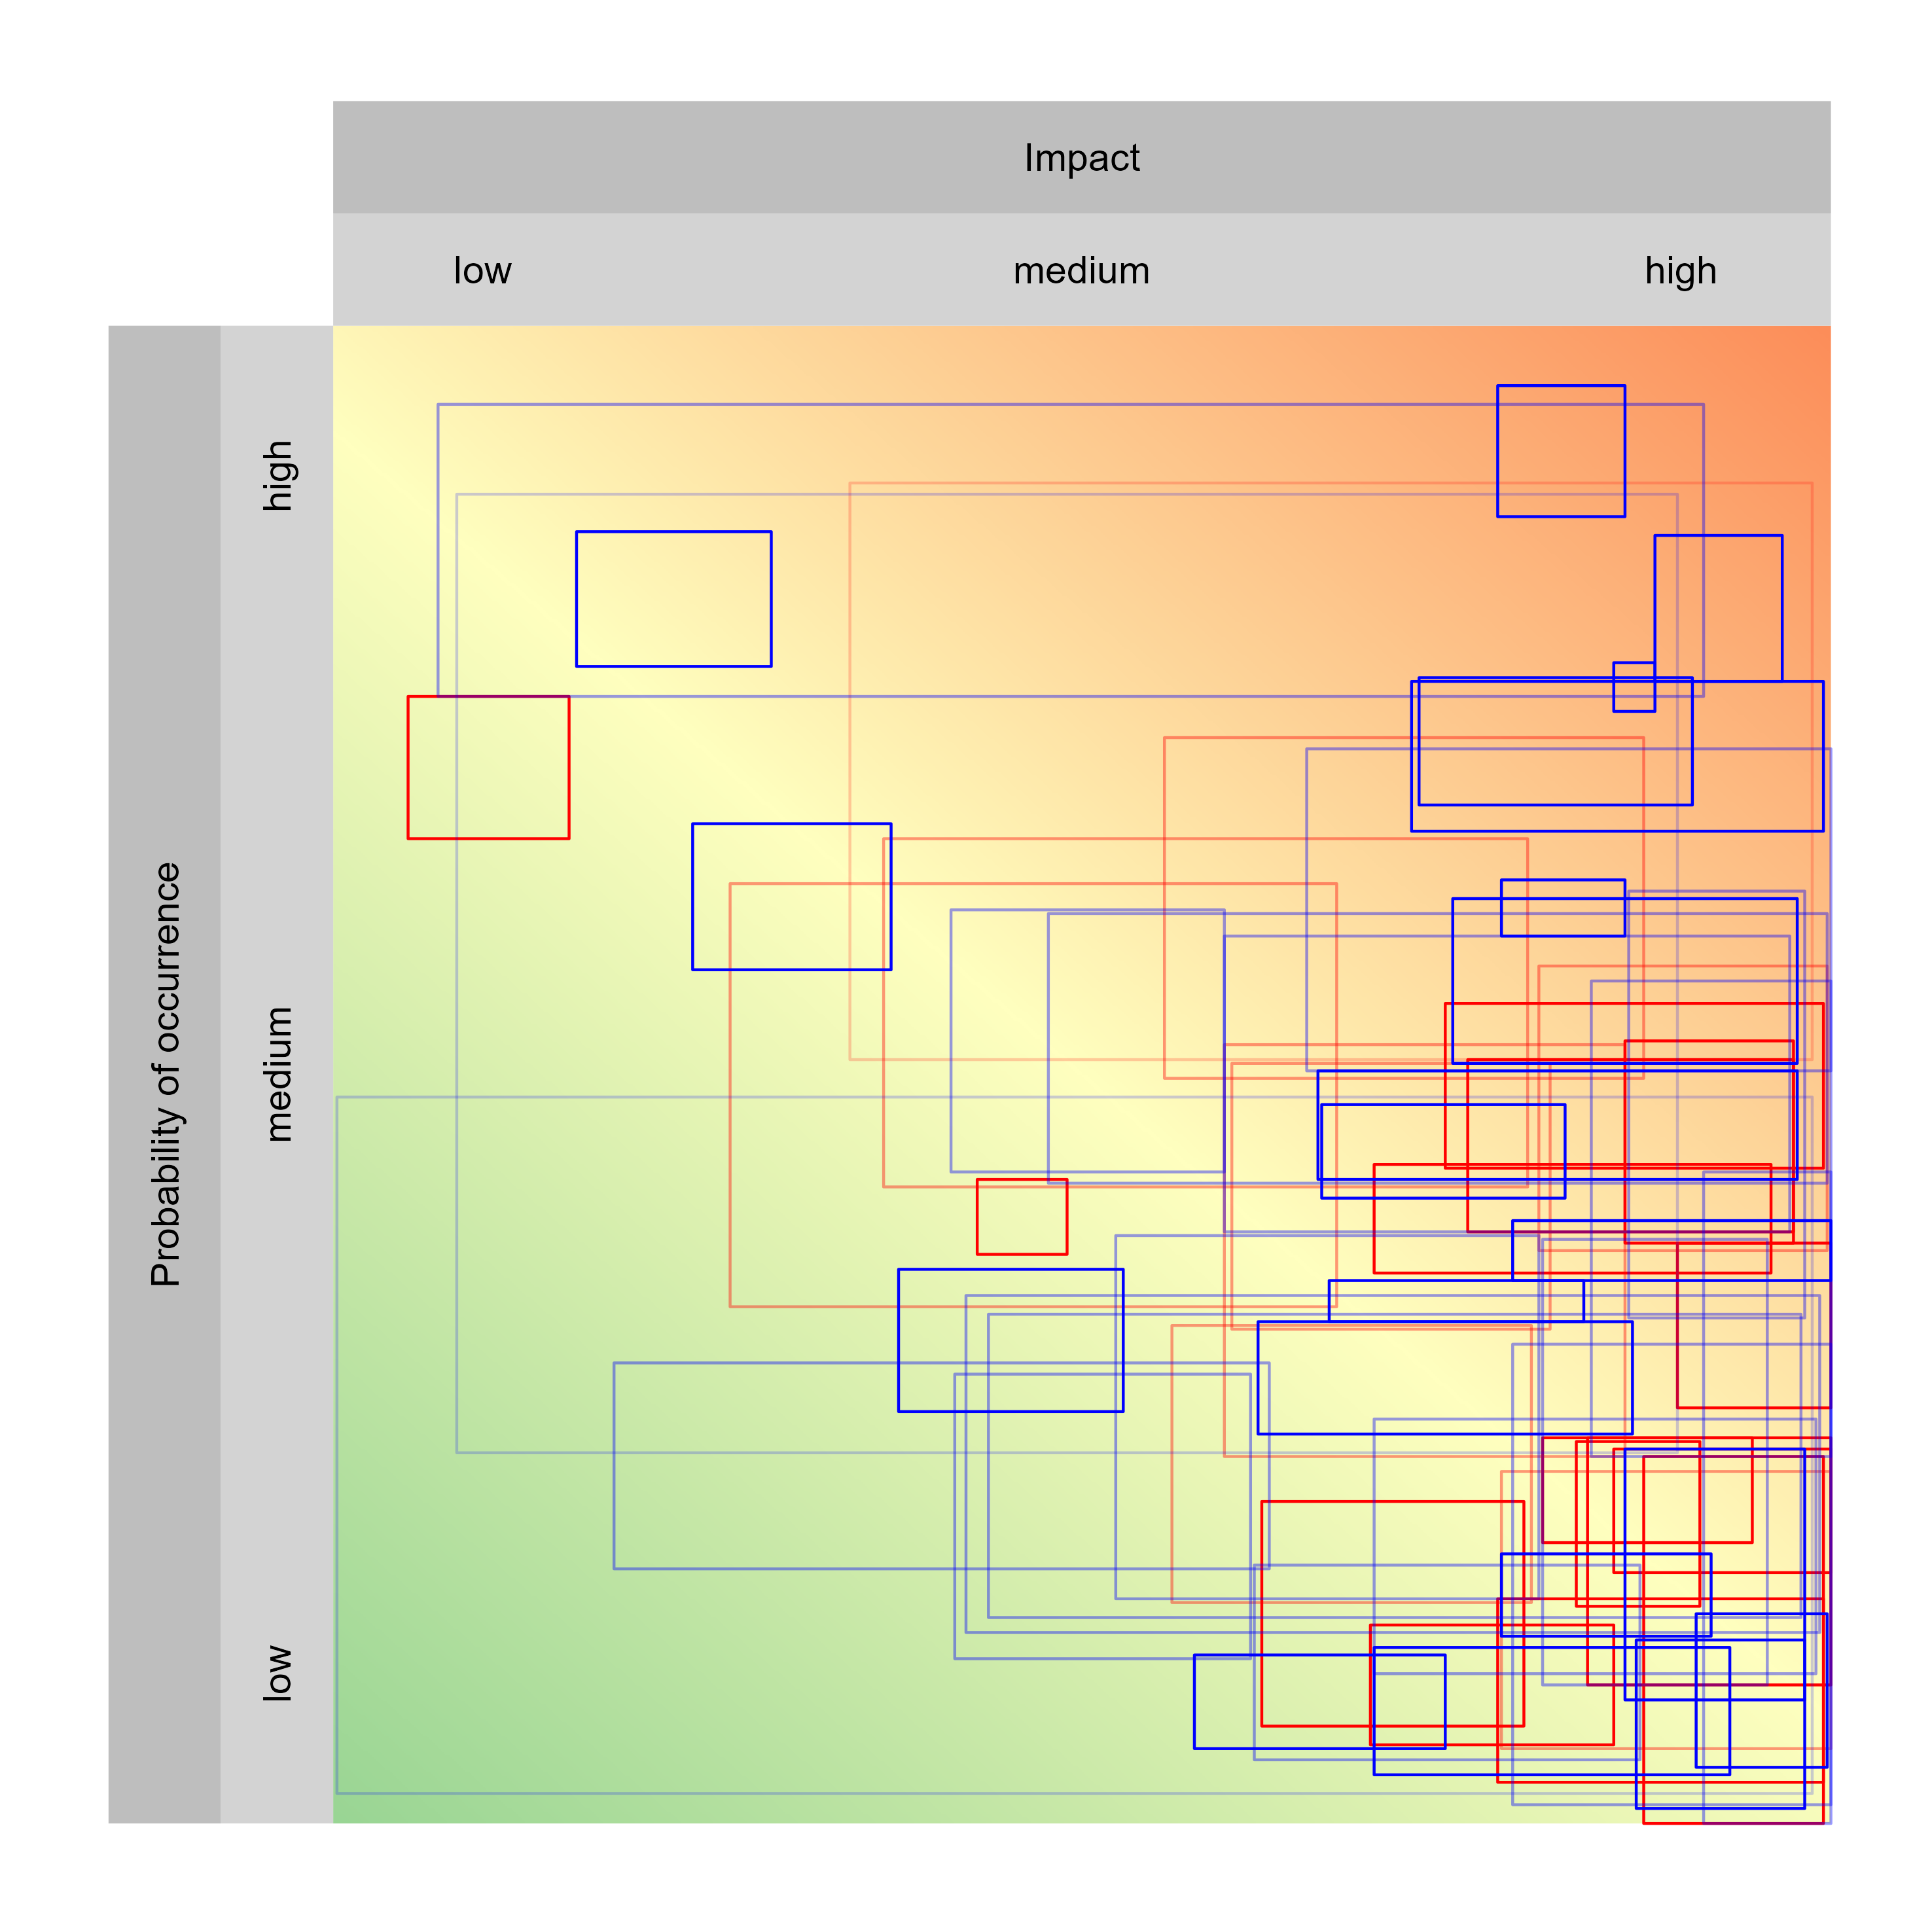 Impact
low
medium
high
Probability of occurrence
high
medium
low